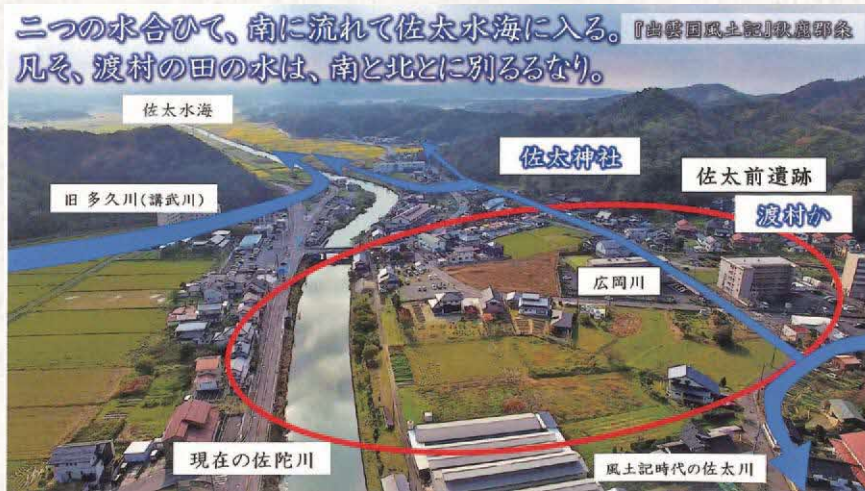 二つの水合ひて、南に流れて佐太水海に入る。
『出雲国風土記』秋鹿郡条
凡そ、渡村の田の水は、南と北とに別るるなり。
佐太水海
佐太神社
佐太前遺跡
旧 多久川(講武川)
渡村か
広岡川
現在の佐陀川
風土記時代の佐太川